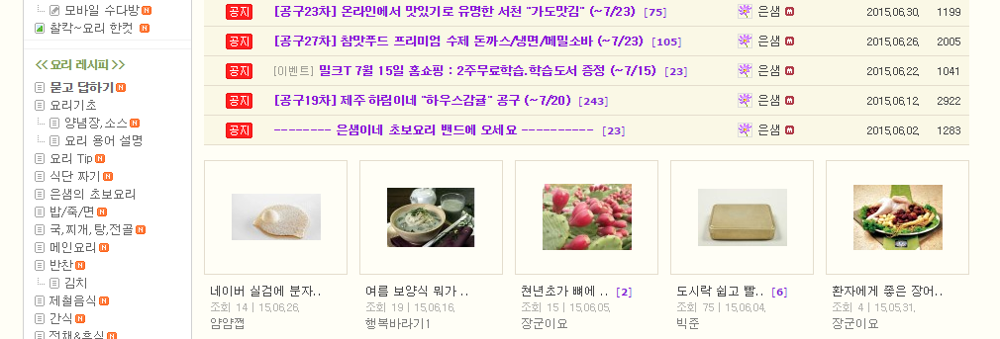 모바일 수다방
찰칵~요리 한컷
<< 요리 레시피 >>
묻고 답하기
요리기초
양념장,소스
요리 용어 설명
요리 Tip
식단 짜기
은샘의 초보요리
밥/죽/면
국,찌개,탕,전골
메인요리
반찬
김치
제철음식
간식
공지 [공구23차] 온라인에서 맛있기로 유명한 서천 "가도맛김" (~7/23) [75] 은샘 2015,06,30, 1199
공지 [공구27차] 참맛푸드 프리미엄 수제 돈까스/냉면/메밀소바 (~7/23) [105] 은샘 2015,06,26, 2005
공지 [이벤트] 밀크T 7월 15일 홈쇼핑 : 2주무료학습.학습도서 증정 (~7/15) [23] 은샘 2015,06,22, 1041
공지 [공구19차] 제주 하림이네 "하우스감귤" 공구 (~7/20) [243] 은샘 2015,06,12, 2922
공지 -------- 은샘이네 초보요리 밴드에 오세요 ---------- [23] 은샘 2015,06,02, 1283
네이버 실검에 분자..
조회 14 | 15,06,26,
얌얌쩝
여름 보양식 뭐가 ..
조회 19 | 15,06,16,
행복바라기1
천년초가 뼈에 .. [2]
조회 15 | 15,06,05,
장군이요
도시락 쉽고 빨.. [6]
조회 75 | 15,06,04,
빅준
환자에게 좋은 장어..
조회 4 | 15,05,31,
장군이요